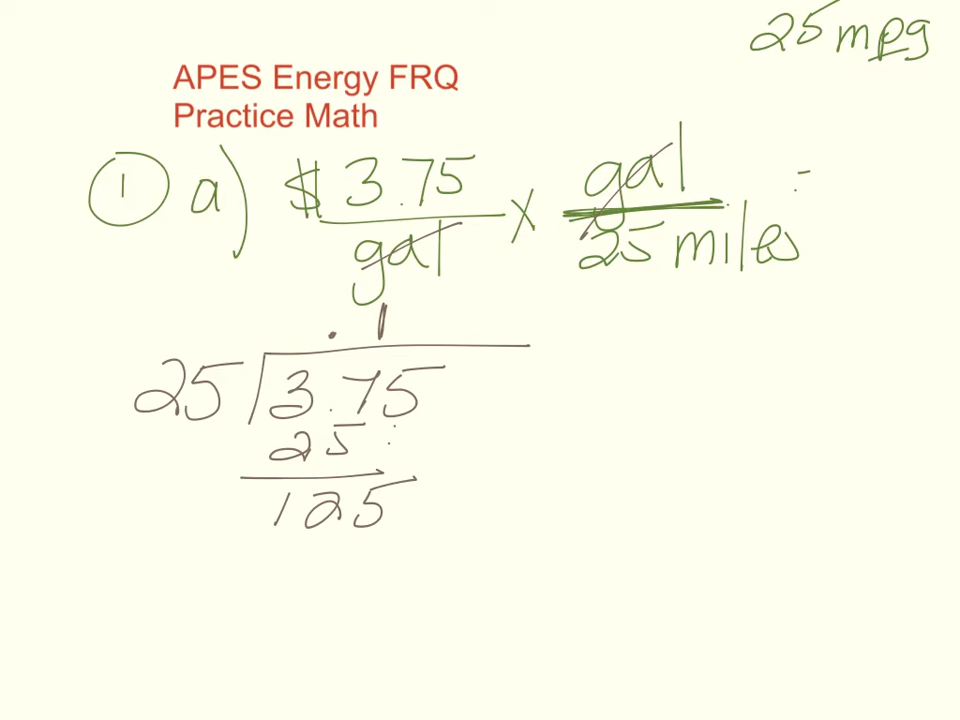 25 mpg
APES Energy FRQ
Practice Math
1 a) $ 3.75 / gal x gal / 25 miles
.1
25 3.75
25
125